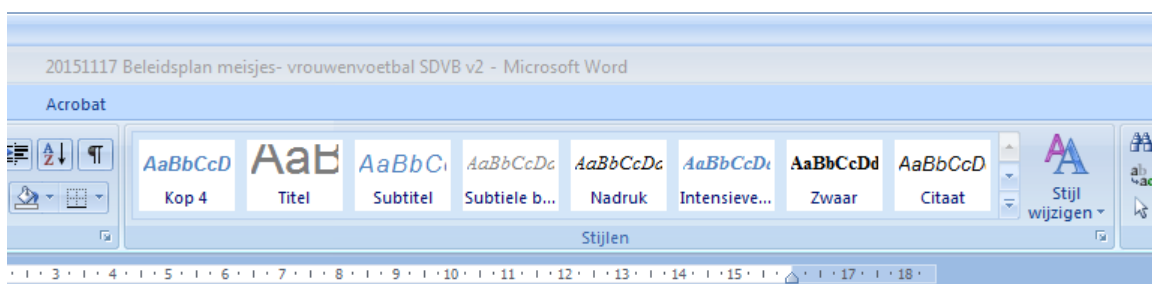 20151117 Beleidsplan meisjes- vrouwenvoetbal SDVB v2 - Microsoft Word
Acrobat
AaBbCcD AaB AaBbC AaBbCcDc AaBbCcDc AaBbCcDc AaBbCcDd AaBbCcD
Kop 4 Titel Subtitel Subtiele b... Nadruk Intensieve... Zwaar Citaat
Stijl
wijzigen
Stijlen
3 4 5 6 7 8 9 10 11 12 13 14 15 17 18